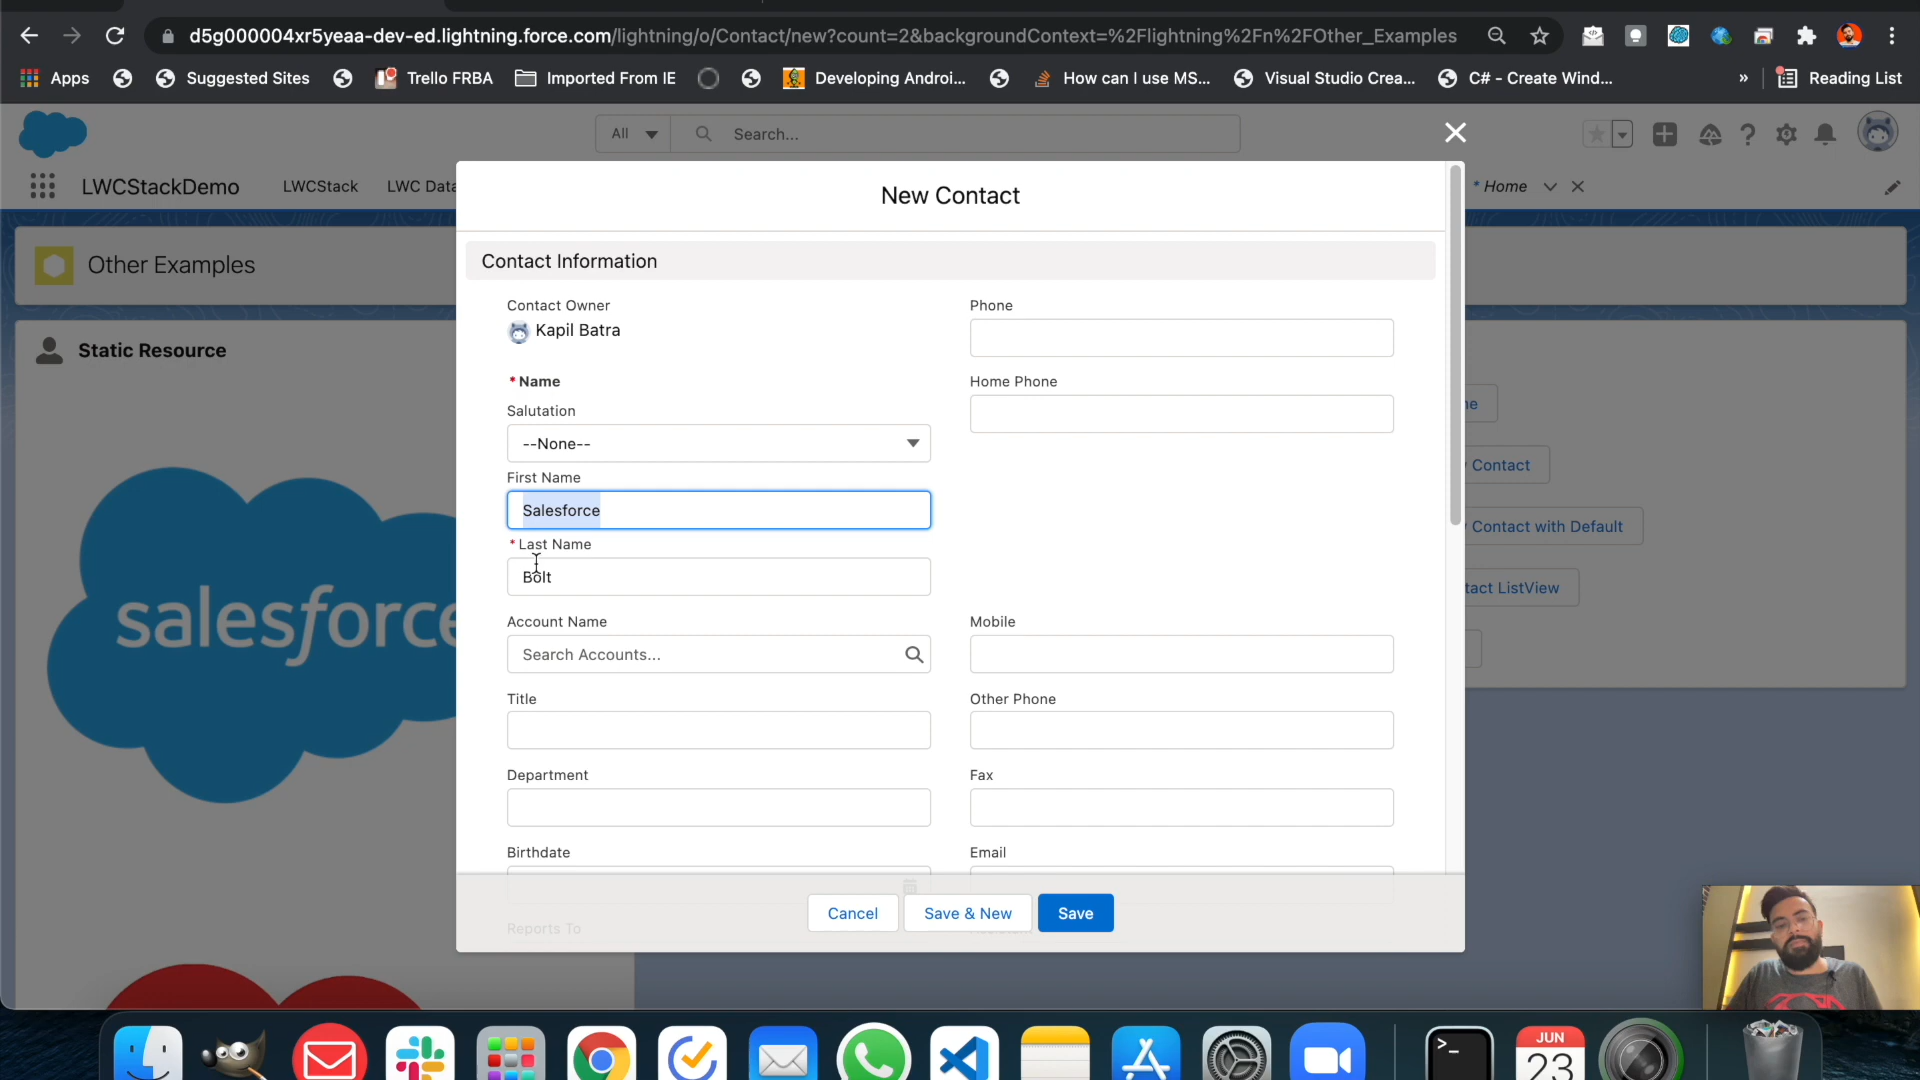 d5g000004xr5yeaa-dev-ed.lightning.force.com/lightning/o/Contact/new?count=2&backgroundContext=%2Flightning%2Fn%2FOther_Examples
Apps
Suggested Sites
Trello FRBA
Imported From IE
Developing Androi...
How can I use MS...
Visual Studio Crea...
C# - Create Wind...
»
Reading List
All
Search...
LWCStackDemo
LWCStack
LWC Data
* Home
New Contact
Other Examples
Contact Information
Static Resource
Contact Owner
Kapil Batra
Phone
* Name
Home Phone
Salutation
--None--
First Name
Salesforce
* Last Name
Bolt
Contact
Contact with Default
tact ListView
salesforce
Account Name
Search Accounts...
Mobile
Title
Other Phone
Department
Fax
Birthdate
Email
Reports To
Cancel
Save & New
Save
JUN
23